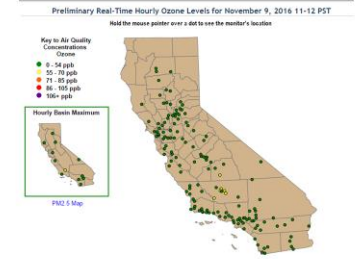 Preliminary Real-Time Hourly Ozone Levels for November 9, 2016 11-12 PST
Hold the mouse pointer over a dot to see the monitor's location
Key to Air Quality
Concentrations
Ozone
0 - 54 ppb
55 - 70 ppb
71 - 85 ppb
86 - 105 ppb
106+ ppb
Hourly Basin Maximum
PM2.5 Map